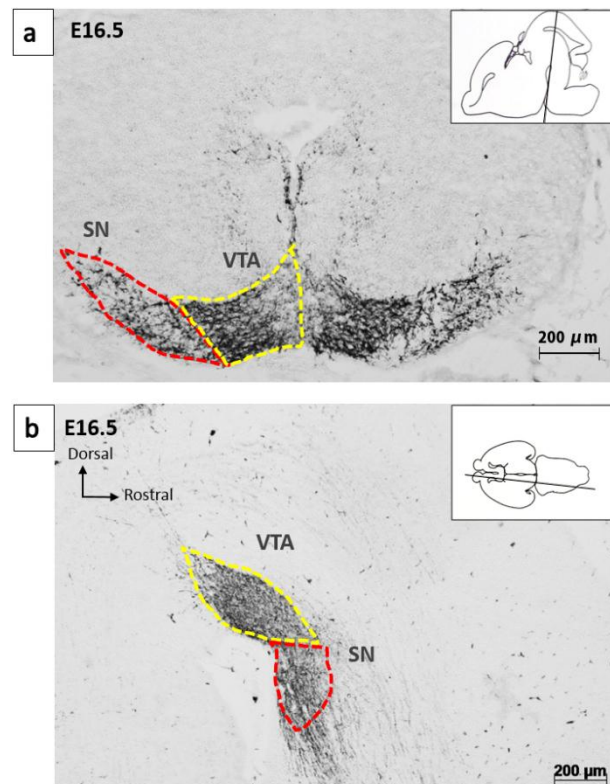 a
E16.5
SN
VTA
200 µm
b
E16.5
Dorsal
Rostral
VTA
SN
200 µm